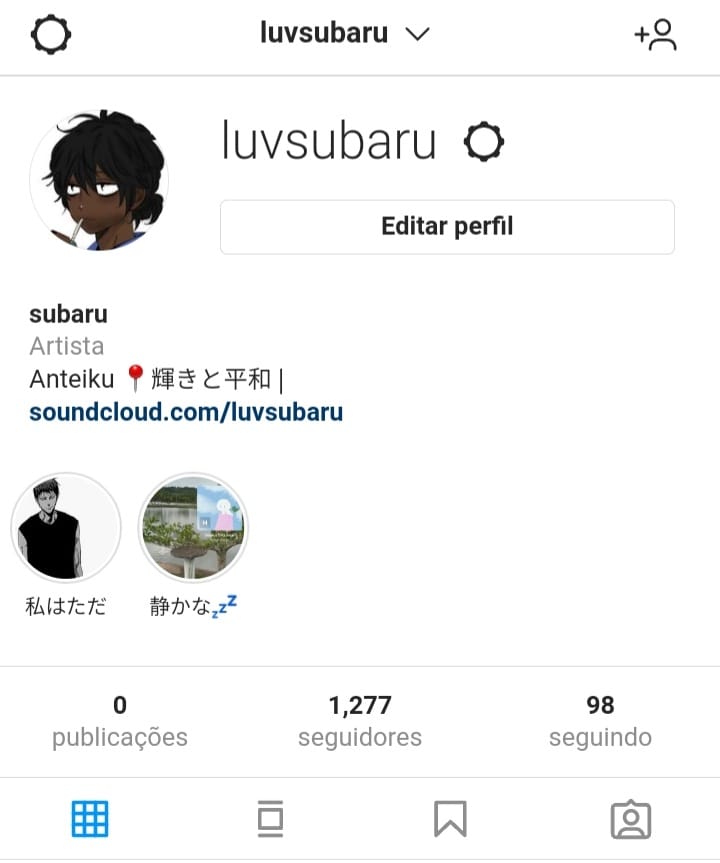 luvsubaru
luvsubaru
Editar perfil
subaru
Artista
Anteiku 📍輝きと平和 |
soundcloud.com/luvsubaru
私はただ 静かな💤
0 1,277 98
publicações seguidores seguindo